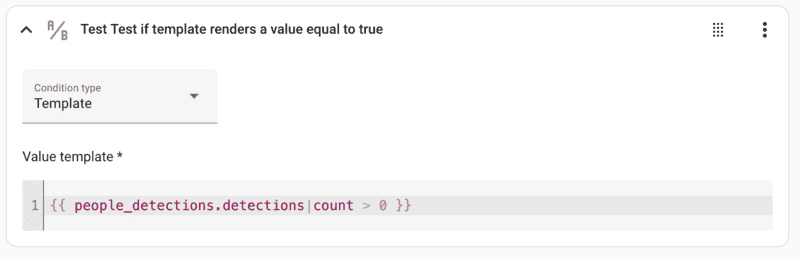 A/B Test Test if template renders a value equal to true
Condition type
Template
Value template *
1 {{ people_detections.detections|count > 0 }}